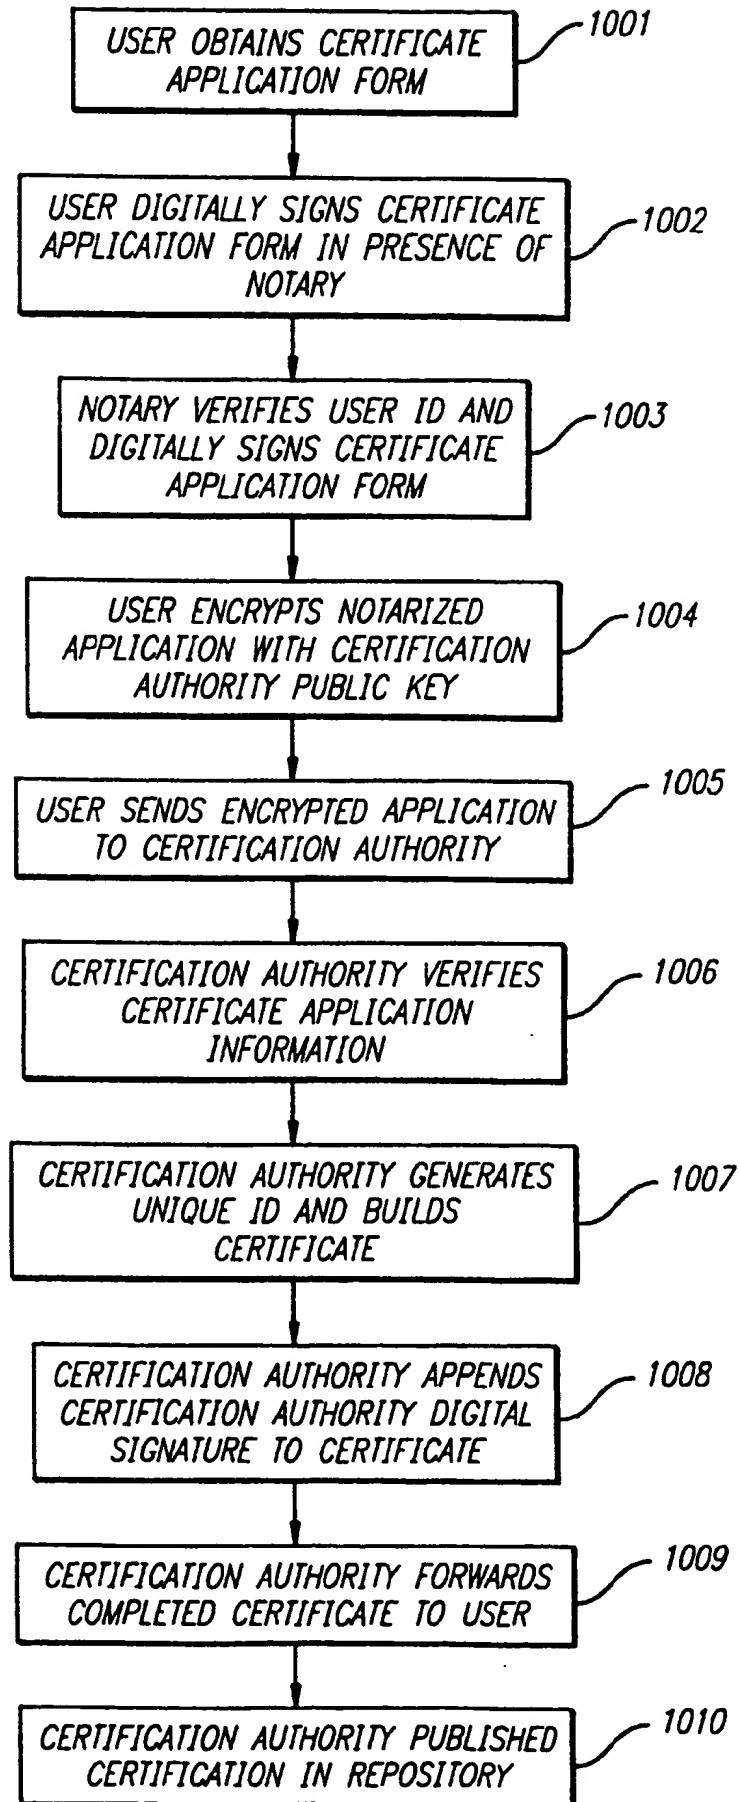 USER OBTAINS CERTIFICATE
APPLICATION FORM
1001
USER DIGITALLY SIGNS CERTIFICATE
APPLICATION FORM IN PRESENCE OF
NOTARY
1002
NOTARY VERIFIES USER ID AND
DIGITALLY SIGNS CERTIFICATE
APPLICATION FORM
1003
USER ENCRYPTS NOTARIZED
APPLICATION WITH CERTIFICATION
AUTHORITY PUBLIC KEY
1004
USER SENDS ENCRYPTED APPLICATION
TO CERTIFICATION AUTHORITY
1005
CERTIFICATION AUTHORITY VERIFIES
CERTIFICATE APPLICATION
INFORMATION
1006
CERTIFICATION AUTHORITY GENERATES
UNIQUE ID AND BUILDS
CERTIFICATE
1007
CERTIFICATION AUTHORITY APPENDS
CERTIFICATION AUTHORITY DIGITAL
SIGNATURE TO CERTIFICATE
1008
CERTIFICATION AUTHORITY FORWARDS
COMPLETED CERTIFICATE TO USER
1009
CERTIFICATION AUTHORITY PUBLISHED
CERTIFICATION IN REPOSITORY
1010